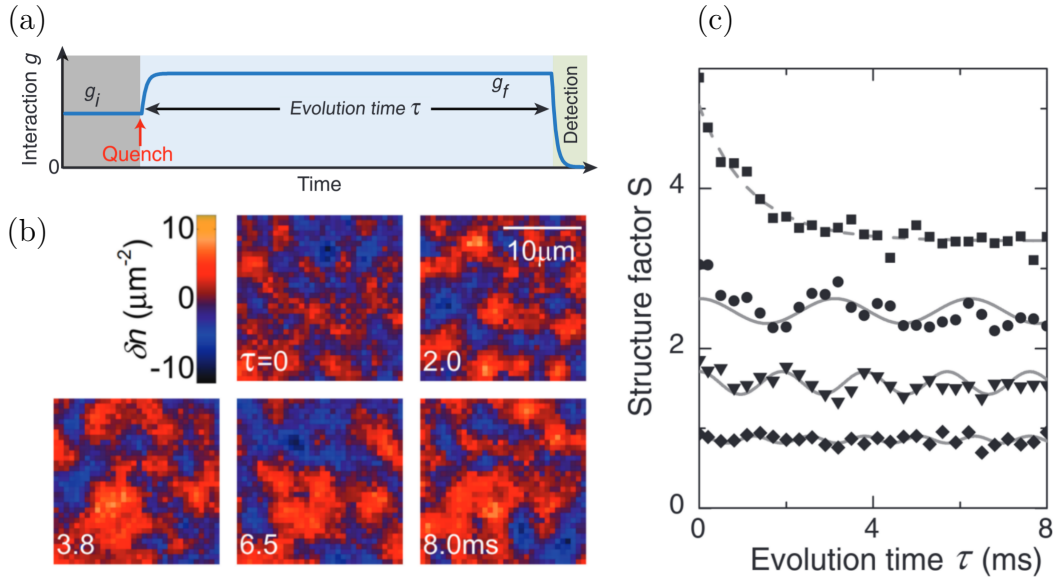 (a)
Interaction g
0
g_i
Quench
Evolution time τ
g_f
Detection
Time
(b)
10
0
-10
δn (μm⁻²)
τ=0
10μm
2.0
3.8
6.5
8.0ms
(c)
Structure factor S
4
2
0
0
4
8
Evolution time τ (ms)